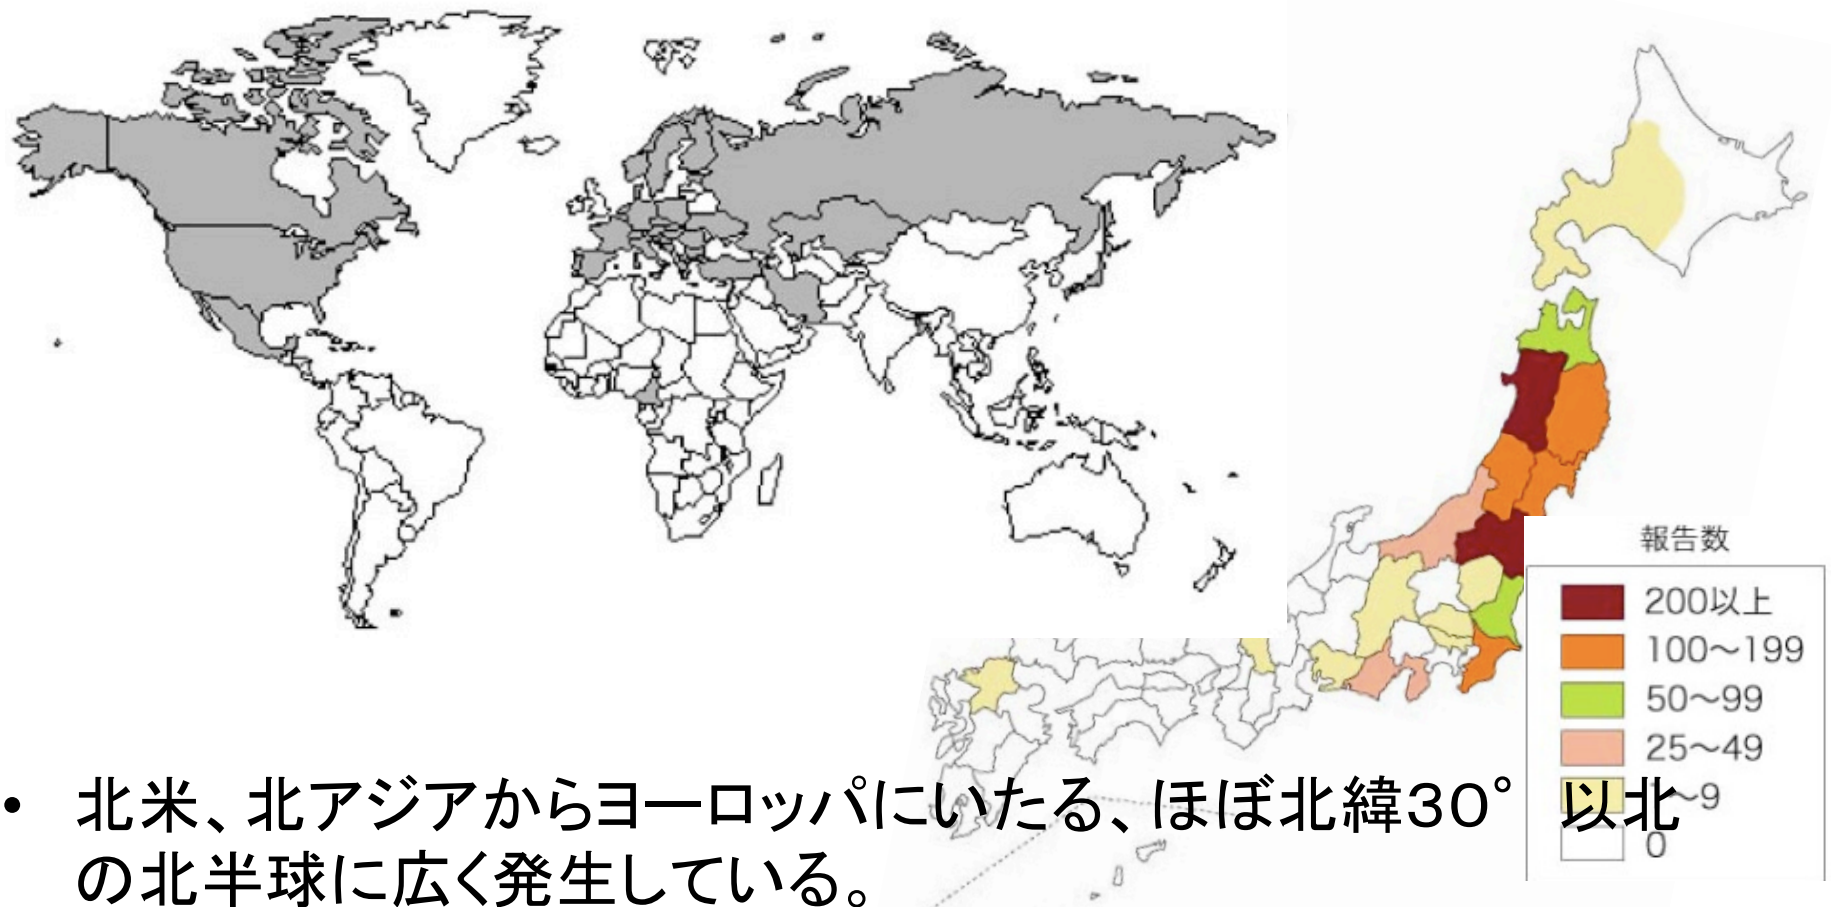 報告数
200以上
100～199
50～99
25～49
～9
0
• 北米、北アジアからヨーロッパにいたる、ほぼ北緯３０° 以北
の北半球に広く発生している。